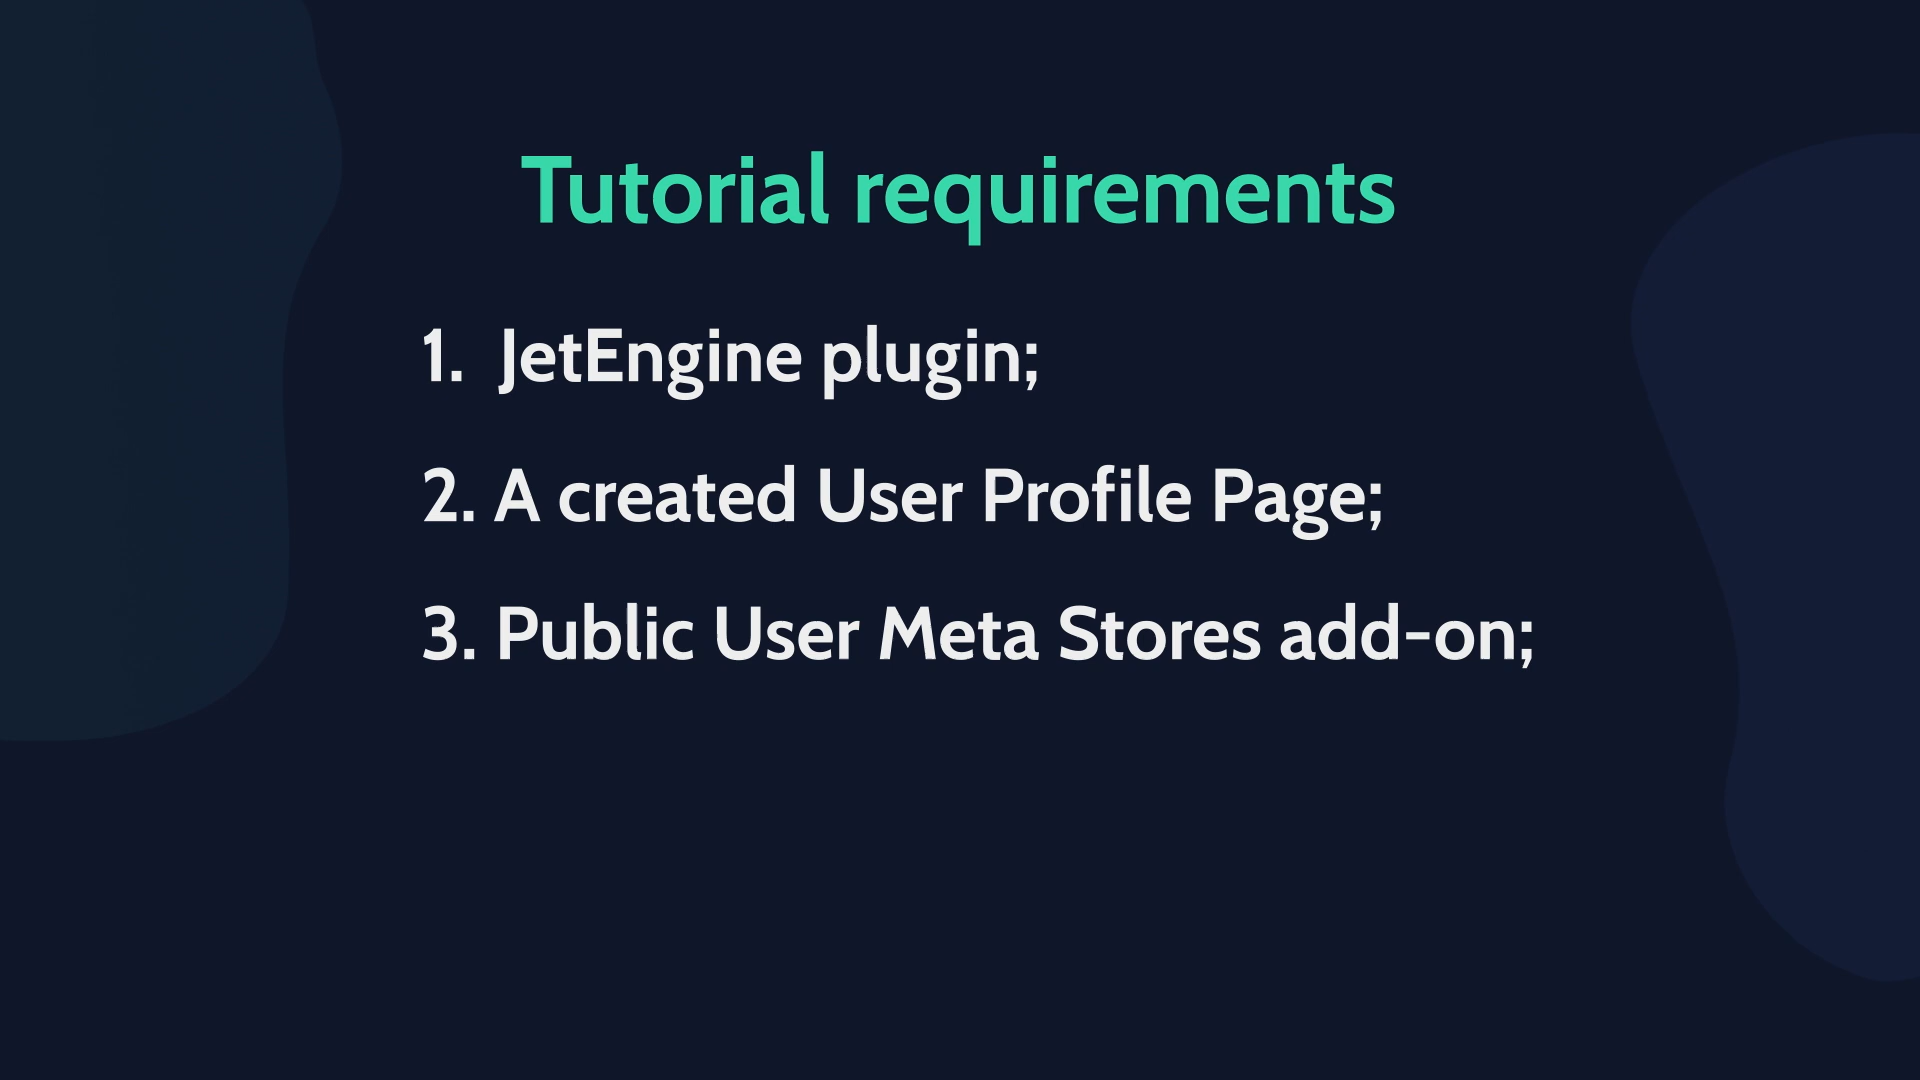 Tutorial requirements
1. JetEngine plugin;
2. A created User Profile Page;
3. Public User Meta Stores add-on;